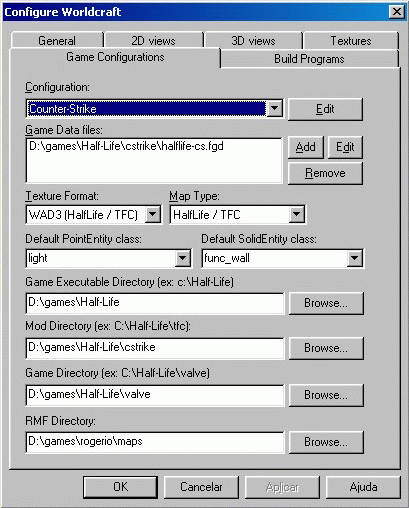 Configure Worldcraft
General 2D views 3D views Textures
Game Configurations Build Programs
Configuration:
Counter-Strike Edit
Game Data files:
D:\games\Half-Life\cstrike\halflife-cs.fgd
Add Edit
Remove
Texture Format: Map Type:
WAD3 (HalfLife / TFC) HalfLife / TFC
Default PointEntity class: Default SolidEntity class:
light func_wall
Game Executable Directory (ex: c:\Half-Life)
D:\games\Half-Life Browse...
Mod Directory (ex: C:\Half-Life\tfc):
D:\games\Half-Life\cstrike Browse...
Game Directory (ex: C:\Half-Life\valve)
D:\games\Half-Life\valve Browse...
RMF Directory:
D:\games\rogerio\maps Browse...
OK Cancelar Aplicar Ajuda